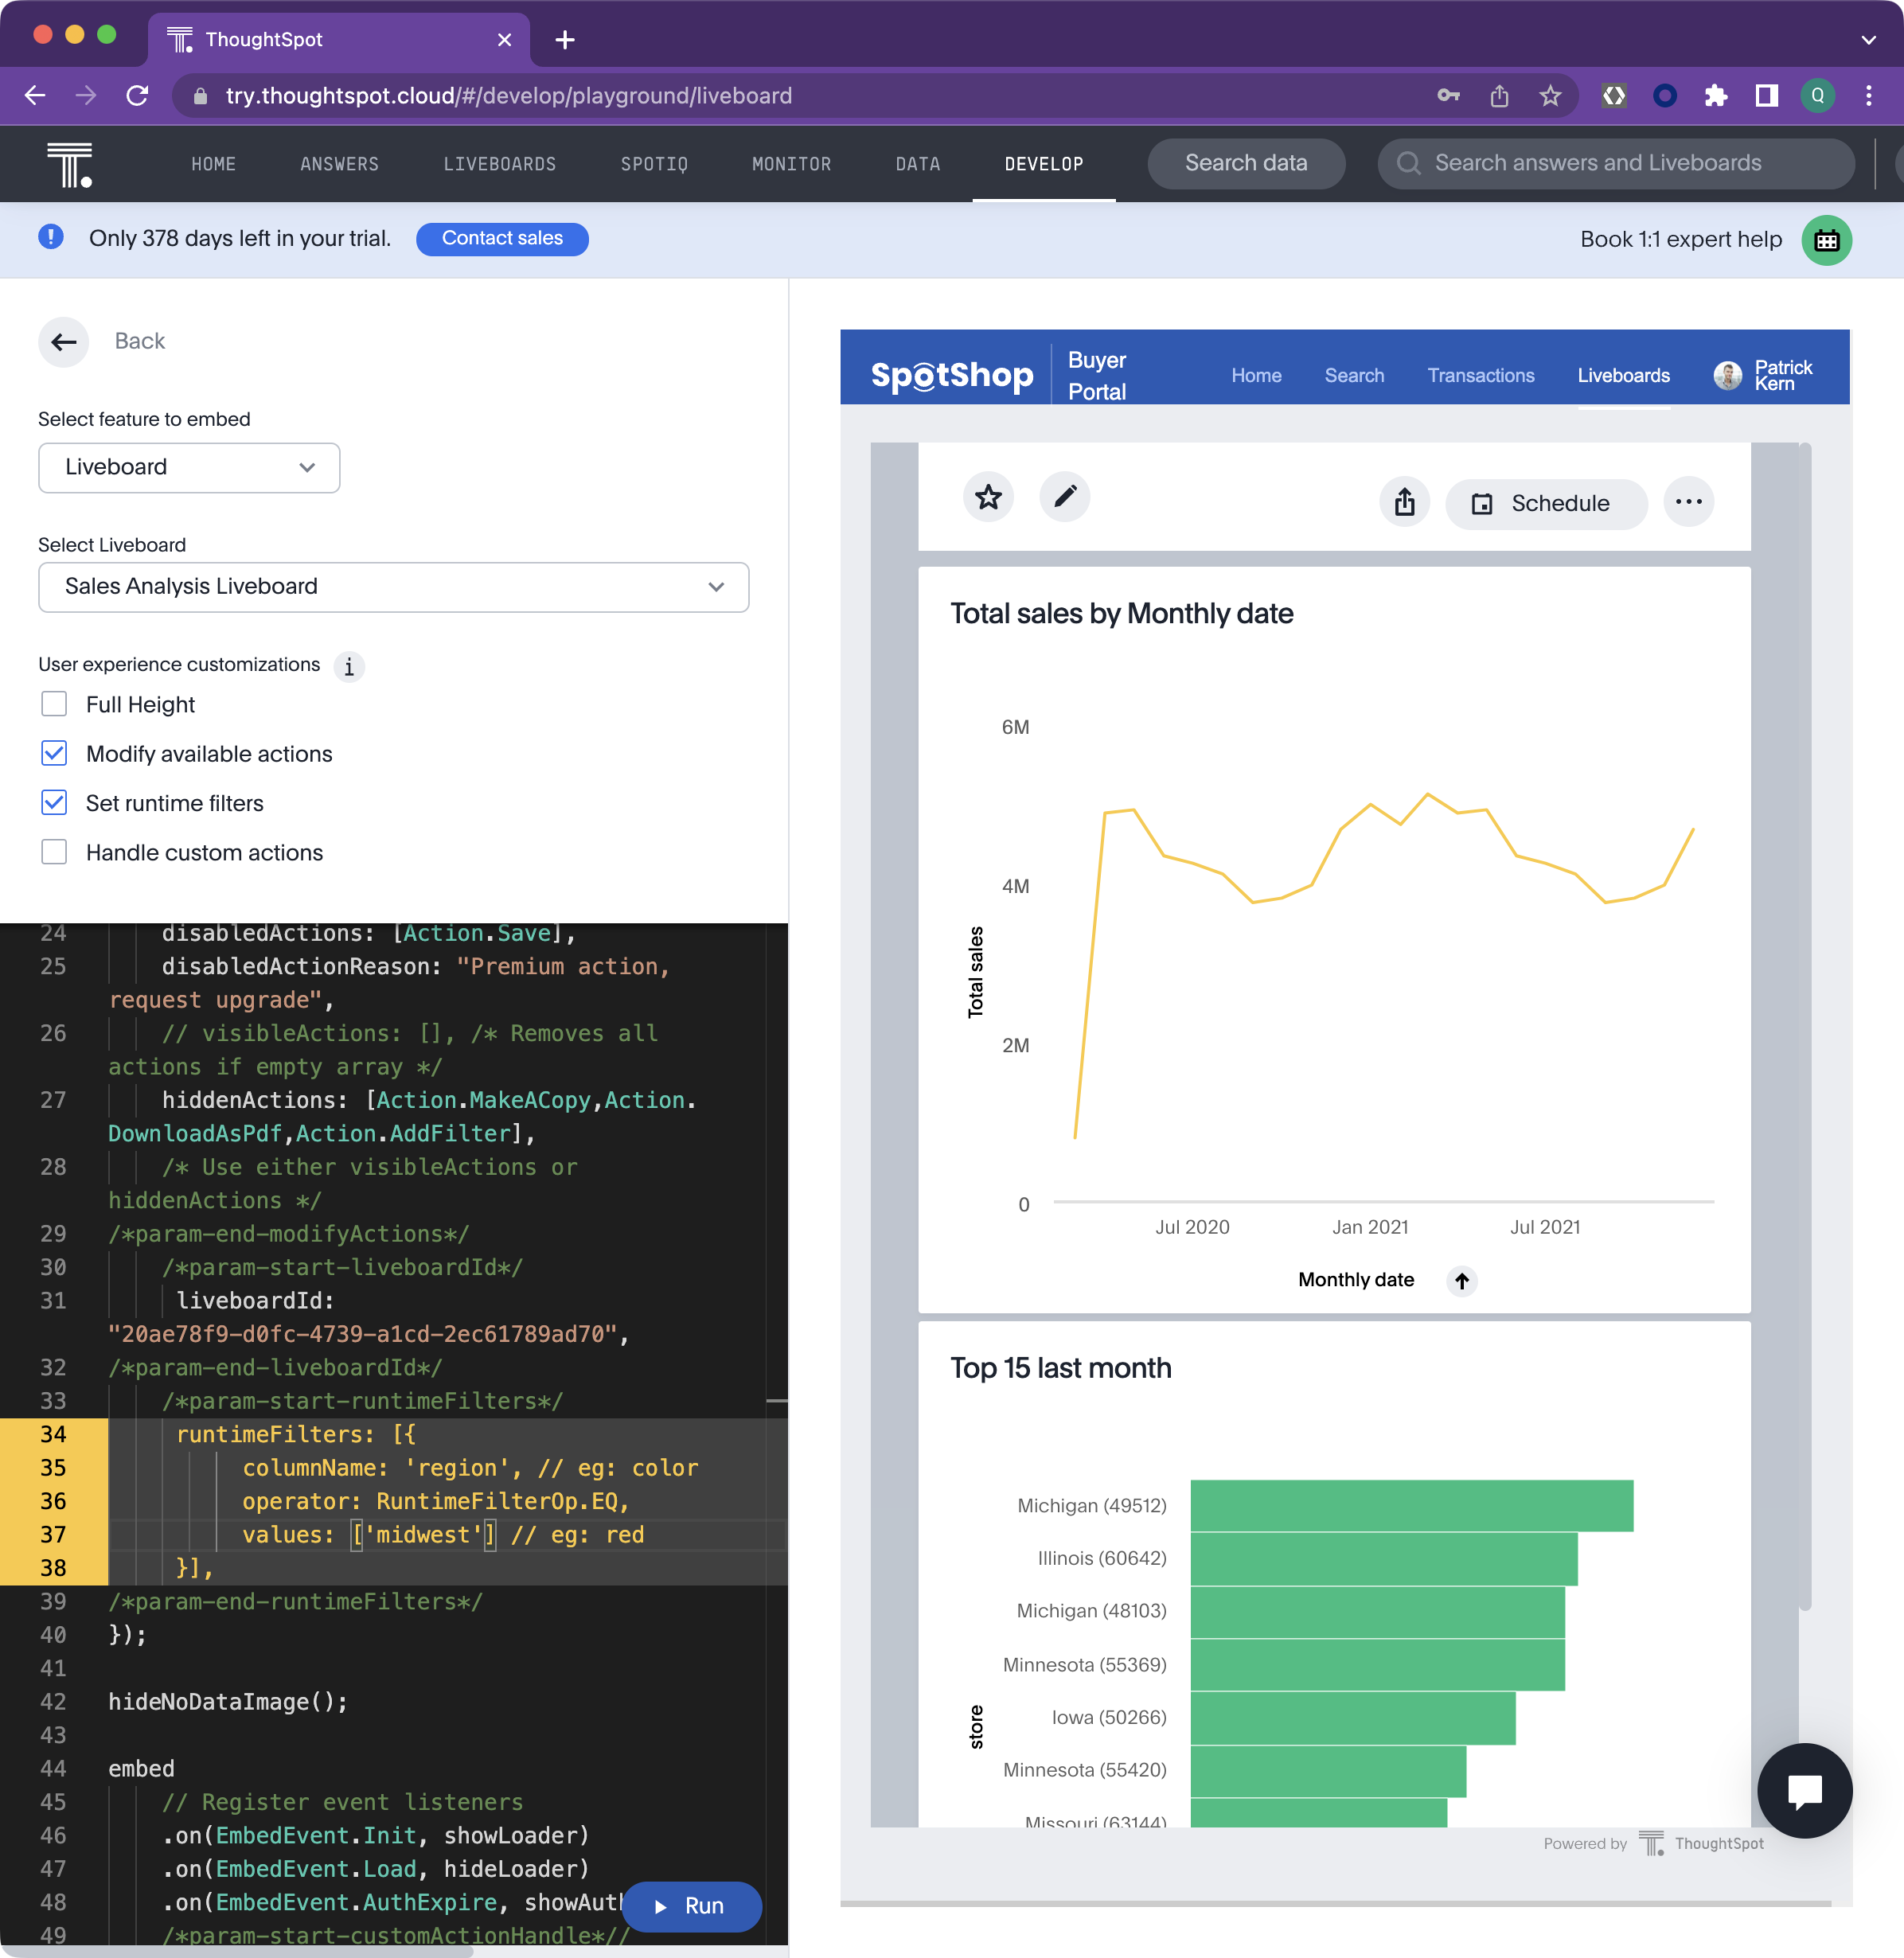 ThoughtSpot
try.thoughtspot.cloud/#/develop/playground/liveboard
Q
HOME ANSWERS LIVEBOARDS SPOTIQ MONITOR DATA DEVELOP Search data Search answers and Liveboards
Only 378 days left in your trial. Contact sales Book 1:1 expert help
Back
Select feature to embed
Liveboard
Select Liveboard
Sales Analysis Liveboard
User experience customizations i
Full Height
Modify available actions
Set runtime filters
Handle custom actions
24 disabledActions: [Action.Save],
25 disabledActionReason: "Premium action,
request upgrade",
26 // visibleActions: [], /* Removes all
actions if empty array */
27 hiddenActions: [Action.MakeACopy,Action.
DownloadAsPdf,Action.AddFilter],
28 /* Use either visibleActions or
hiddenActions */
29 /*param-end-modifyActions*/
30 /*param-start-liveboardId*/
31 liveboardId:
"20ae78f9-d0fc-4739-a1cd-2ec61789ad70",
32 /*param-end-liveboardId*/
33 /*param-start-runtimeFilters*/
34 runtimeFilters: [{
35 columnName: 'region', // eg: color
36 operator: RuntimeFilterOp.EQ,
37 values: ['midwest'] // eg: red
38 }],
39 /*param-end-runtimeFilters*/
40 });
41
42 hideNoDataImage();
43
44 embed
45 // Register event listeners
46 .on(EmbedEvent.Init, showLoader)
47 .on(EmbedEvent.Load, hideLoader)
48 .on(EmbedEvent.AuthExpire, showAuth
49 /*param-start-customActionHandle*//
Run
SpotShop
Buyer
Portal
Home Search Transactions Liveboards
Patrick
Kern
Schedule
Total sales by Monthly date
6M
4M
2M
0
Total sales
Jul 2020 Jan 2021 Jul 2021
Monthly date
Top 15 last month
store
Michigan (49512)
Illinois (60642)
Michigan (48103)
Minnesota (55369)
Iowa (50266)
Minnesota (55420)
Missouri (63144)
Powered by ThoughtSpot